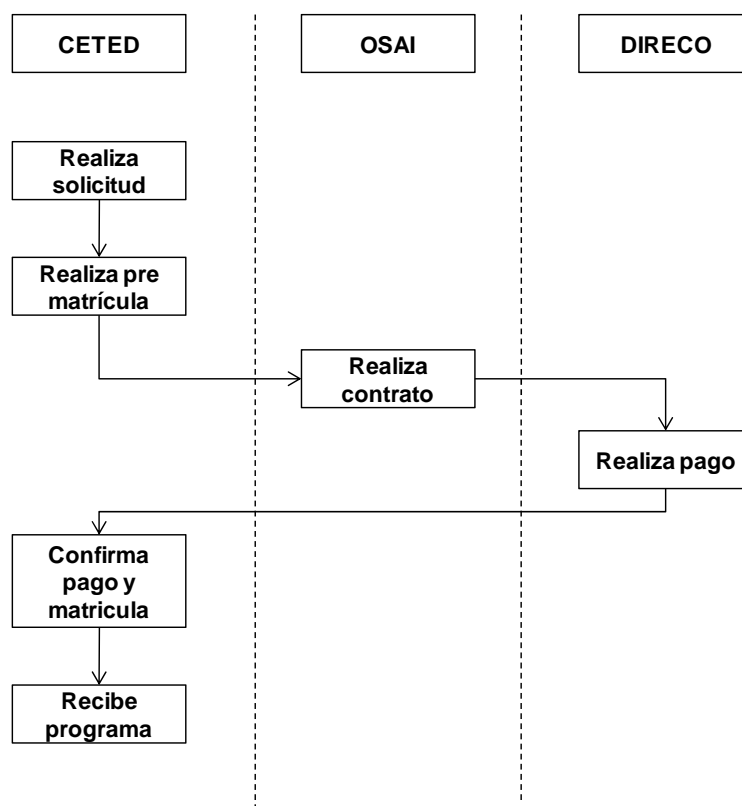 CETED
OSAI
DIRECO
Realiza
solicitud
Realiza pre
matrícula
Realiza
contrato
Realiza pago
Confirma
pago y
matricula
Recibe
programa